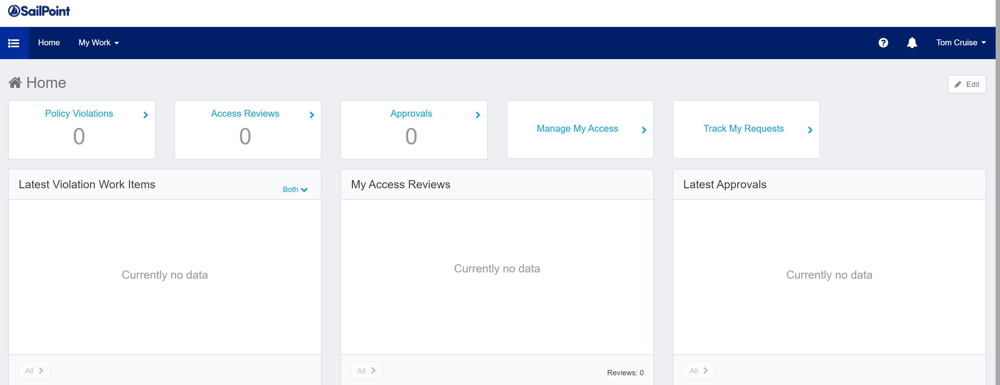 SailPoint
Home
My Work
Tom Cruise
Home
Edit
Policy Violations
0
Access Reviews
0
Approvals
0
Manage My Access
Track My Requests
Latest Violation Work Items
Both
Currently no data
All
My Access Reviews
Currently no data
All
Reviews: 0
Latest Approvals
Currently no data
All